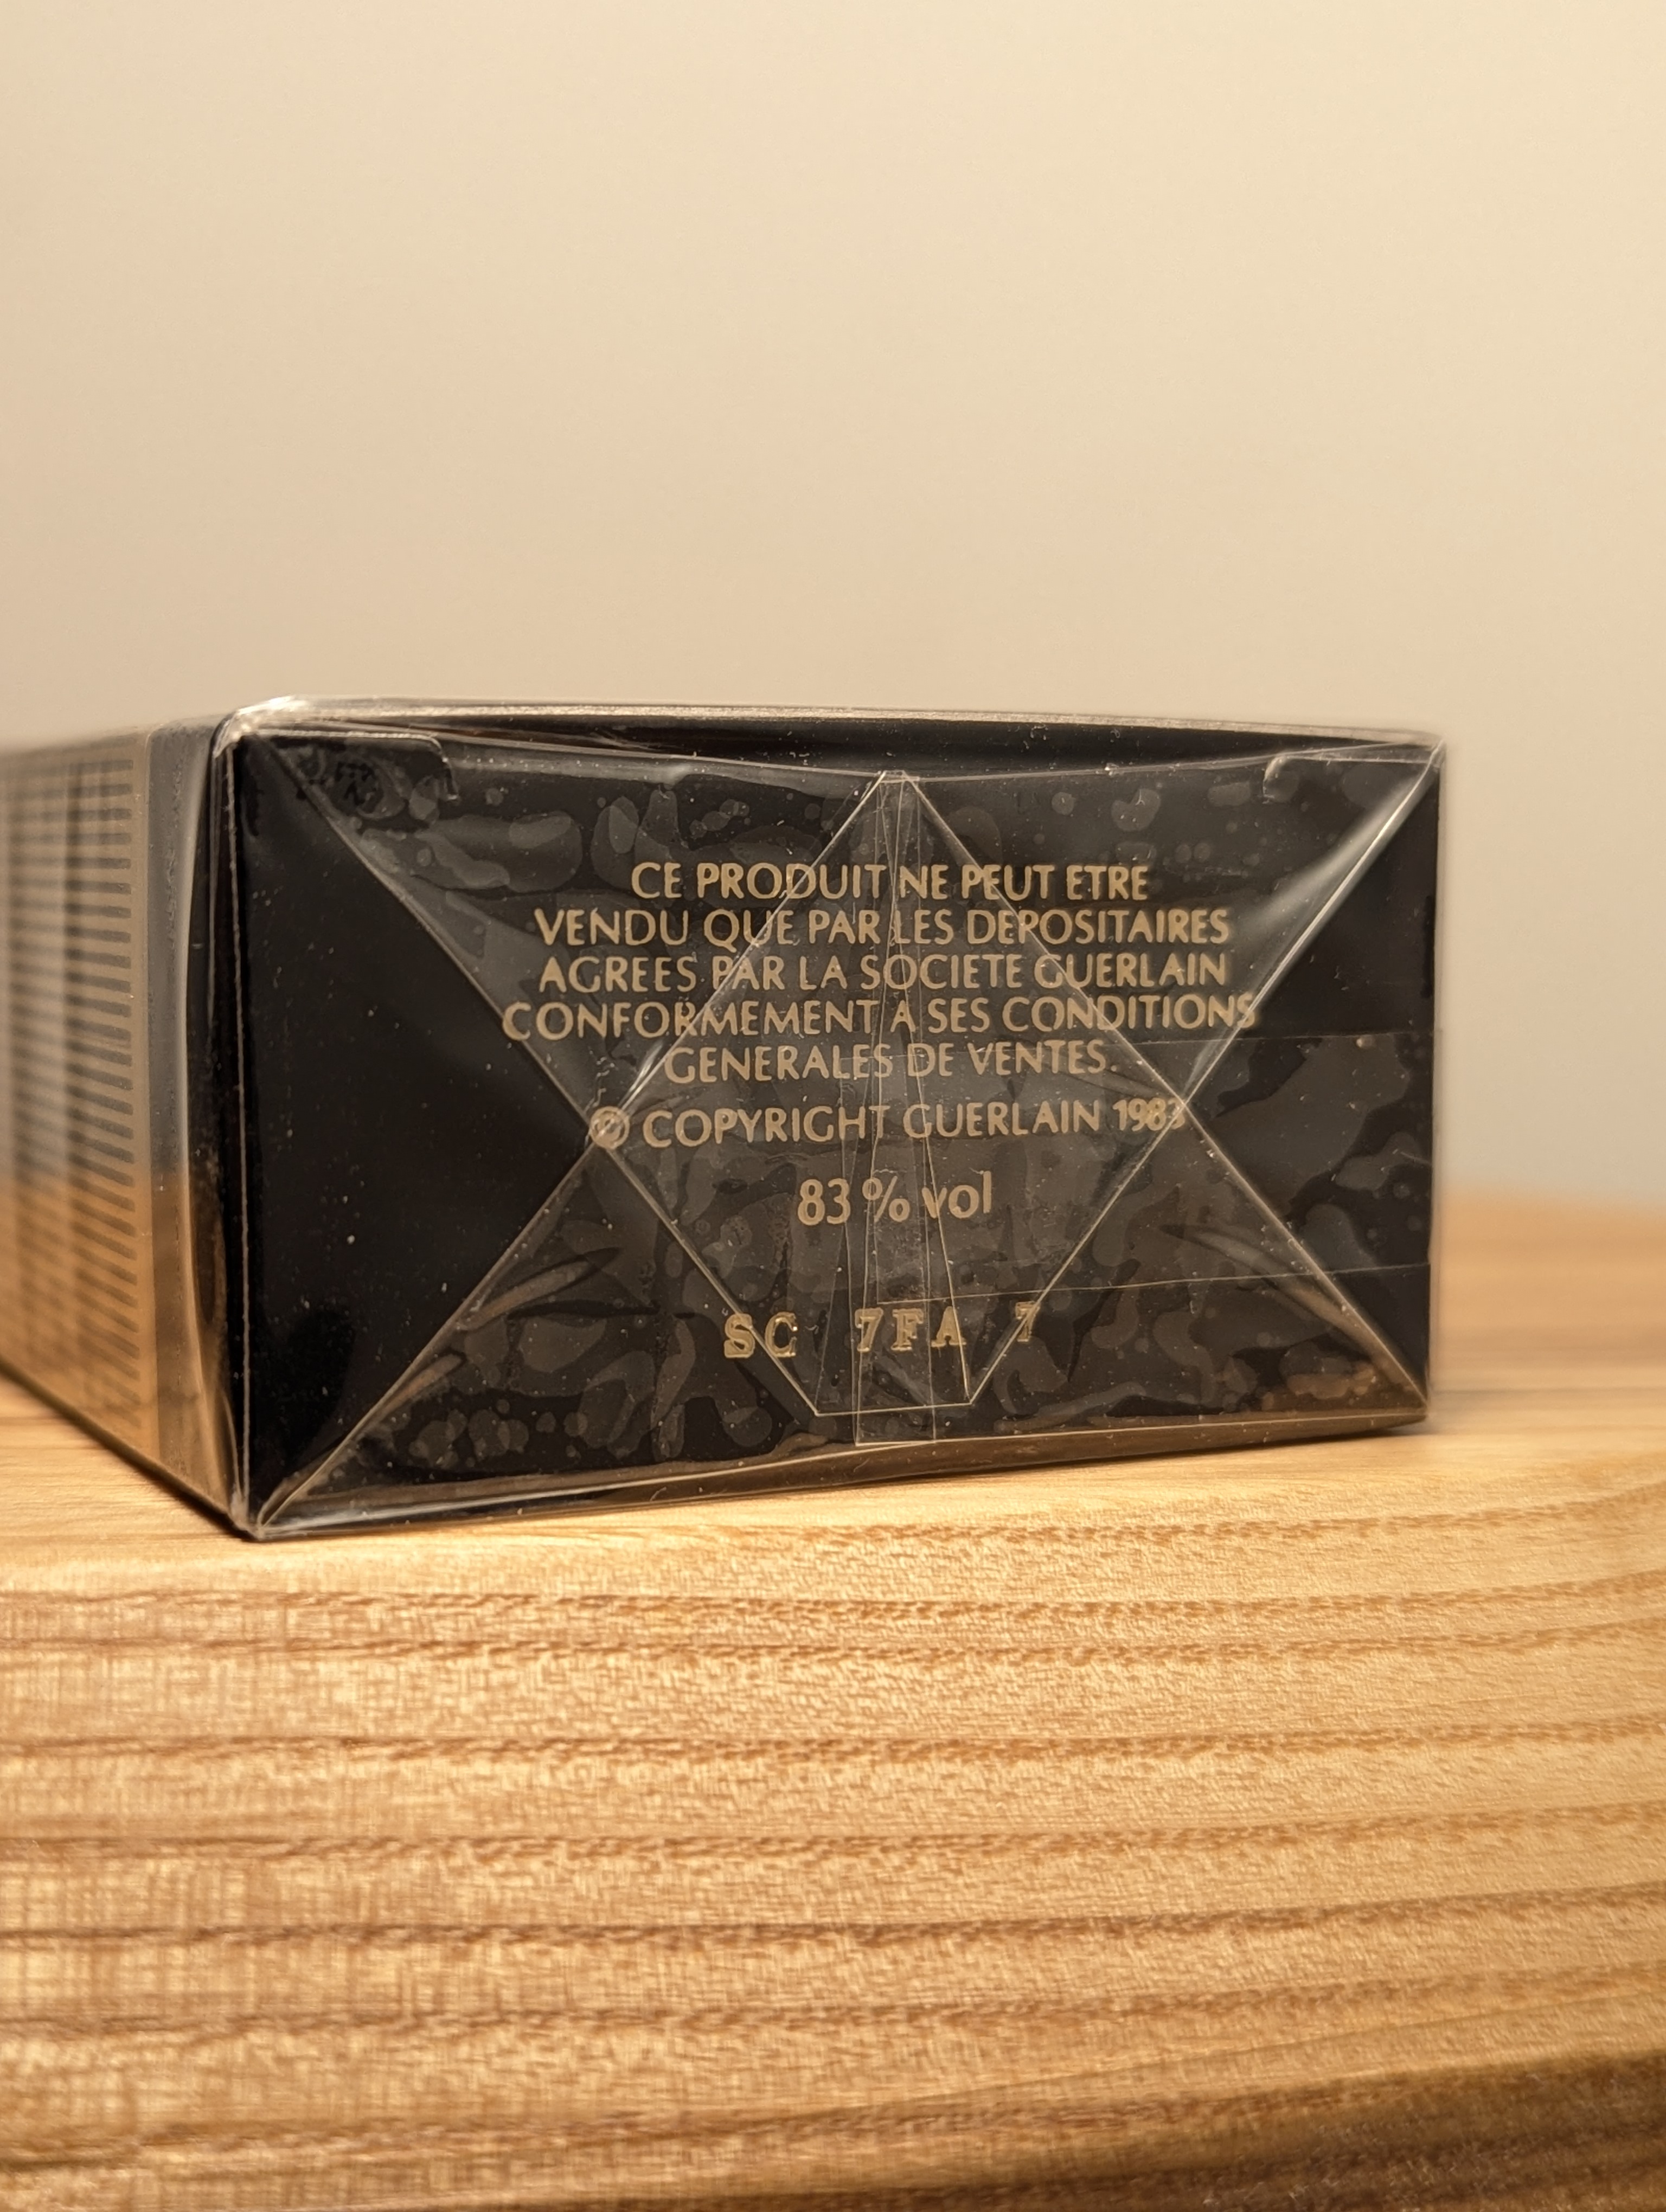 CE PRODUIT NE PEUT ETRE
VENDU QUE PAR LES DEPOSITAIRES
AGREES PAR LA SOCIETE GUERLAIN
CONFORMEMENT A SES CONDITIONS
GENERALES DE VENTES.
© COPYRIGHT GUERLAIN 1983
83 % vol
SC 7FA 7